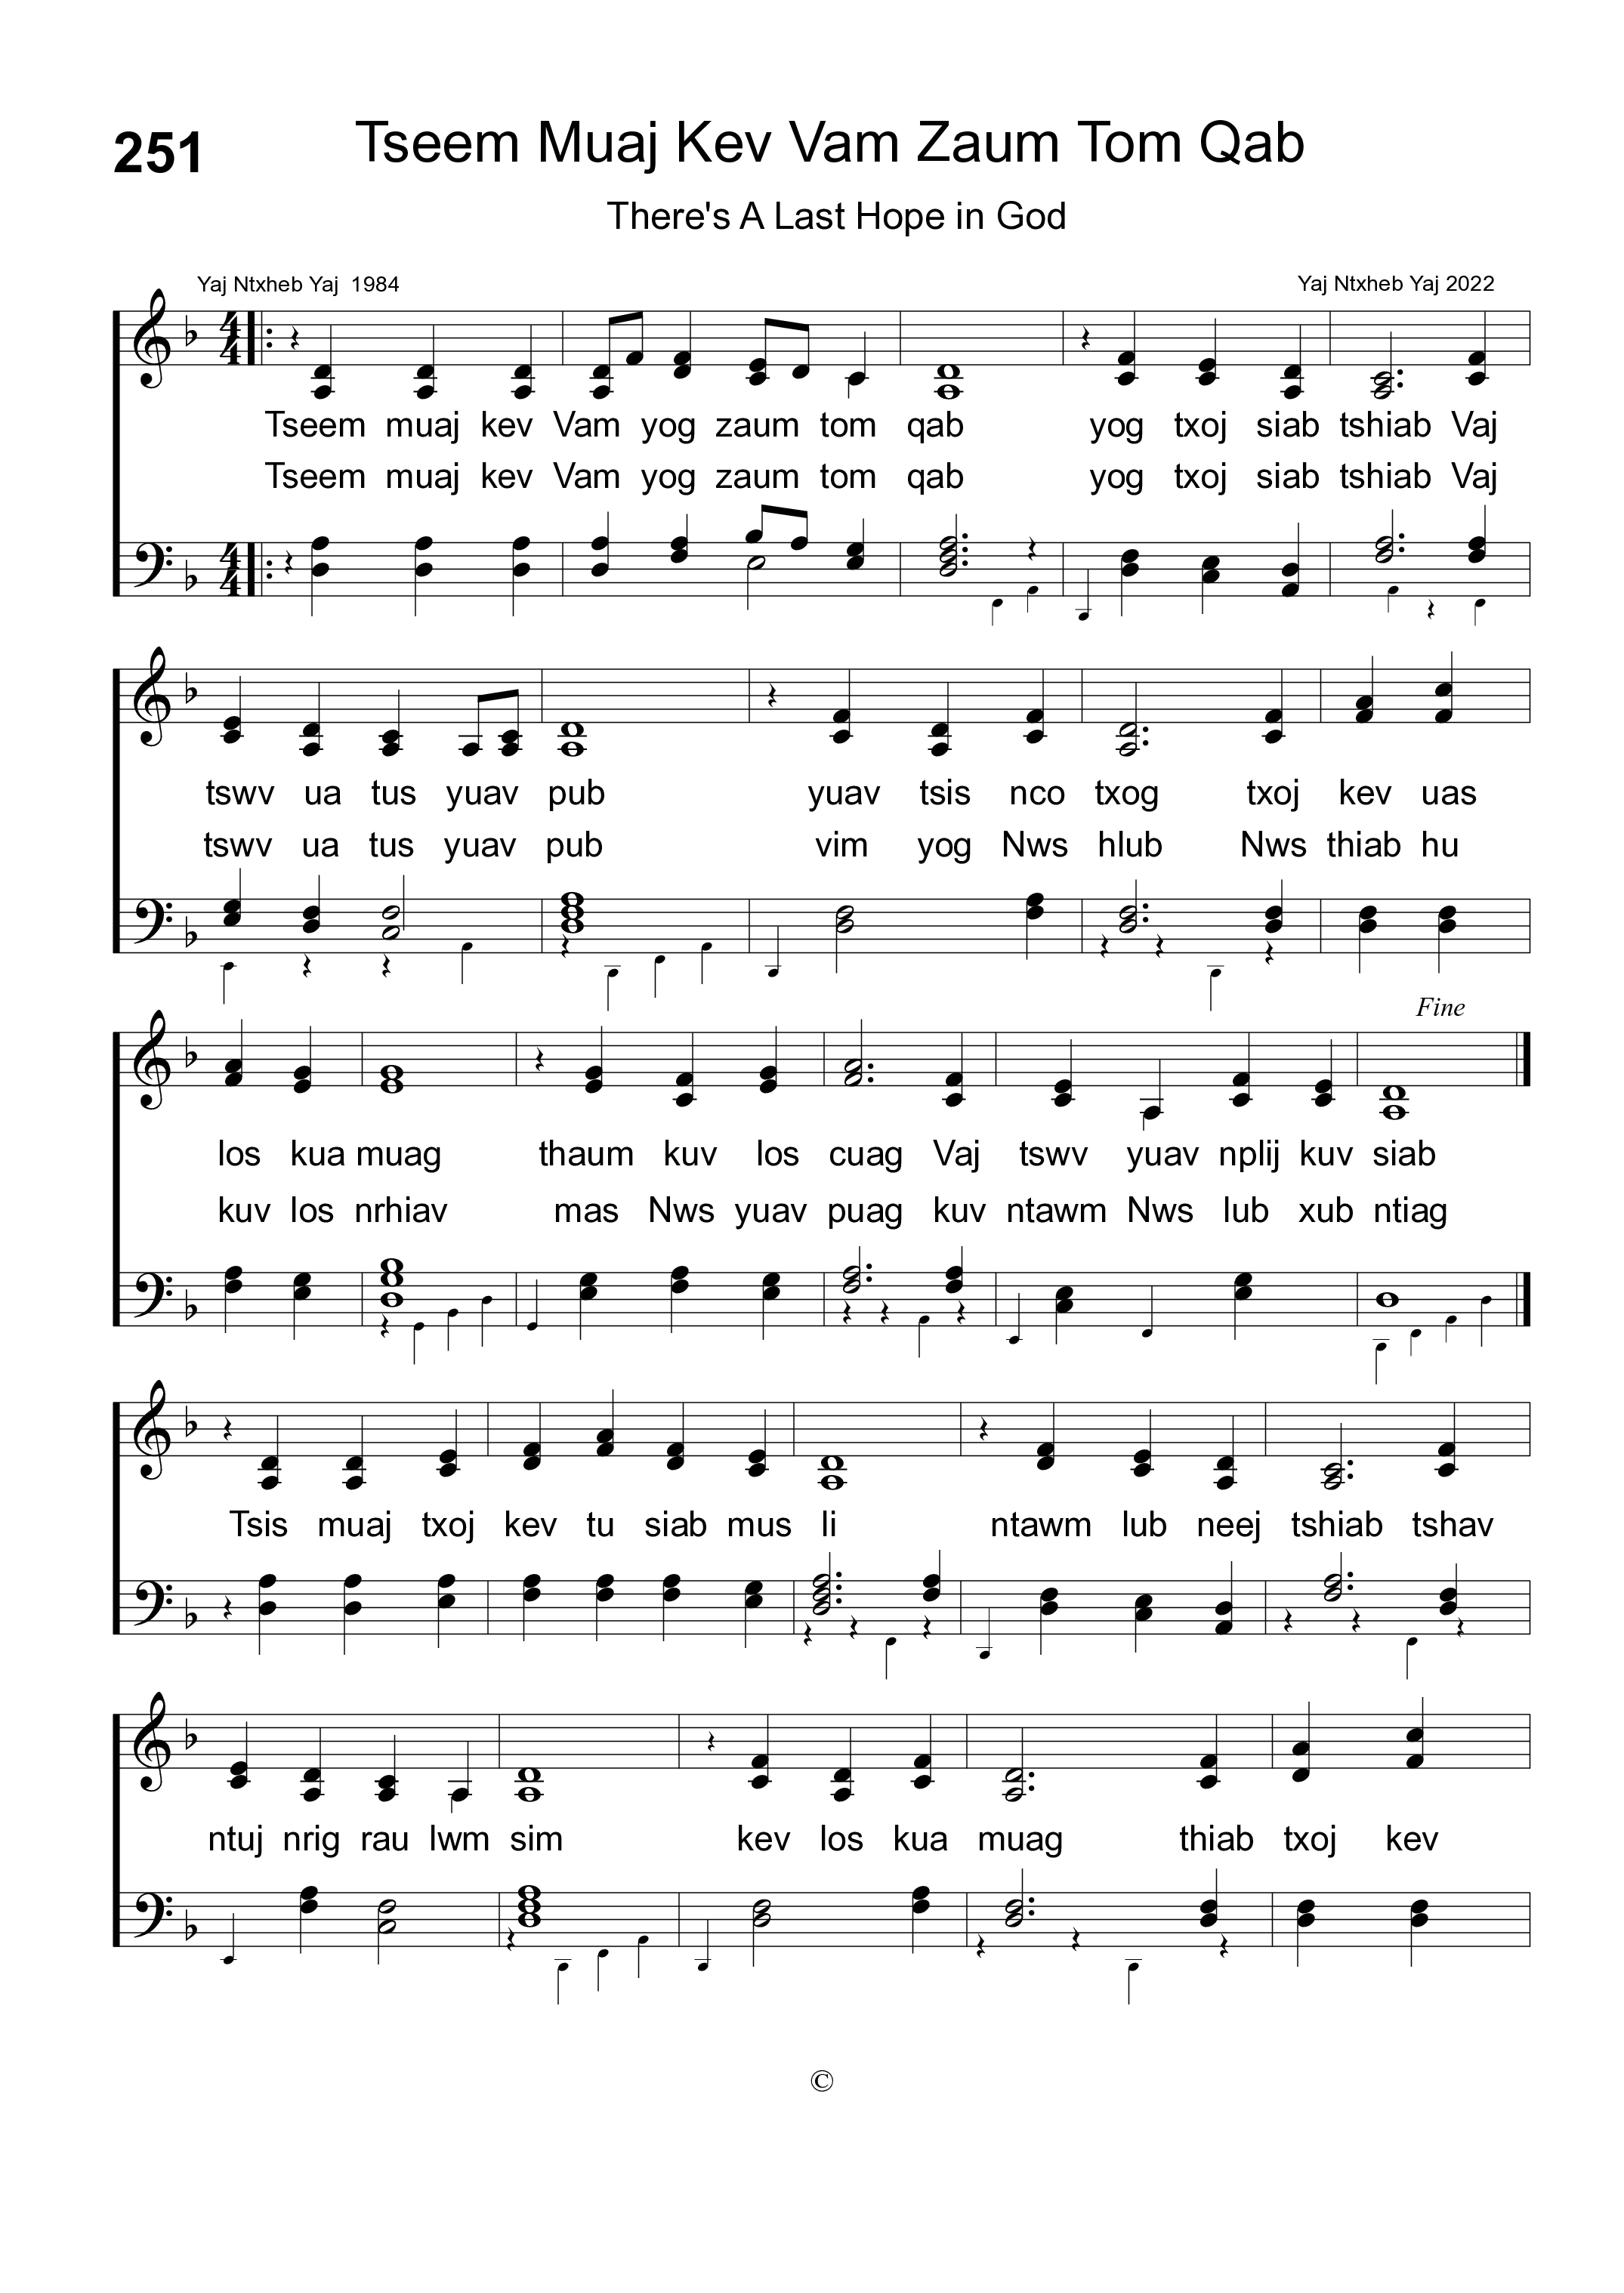 251
Tseem Muaj Kev Vam Zaum Tom Qab
There's A Last Hope in God
Yaj Ntxheb Yaj 1984
Yaj Ntxheb Yaj 2022
4
4
Tseem muaj kev Vam yog zaum tom qab yog txoj siab tshiab Vaj
Tseem muaj kev Vam yog zaum tom qab yog txoj siab tshiab Vaj
4
4
tswv ua tus yuav pub yuav tsis nco txog txoj kev uas
tswv ua tus yuav pub vim yog Nws hlub Nws thiab hu
Fine
los kua muag thaum kuv los cuag Vaj tswv yuav nplij kuv siab
kuv los nrhiav mas Nws yuav puag kuv ntawm Nws lub xub ntiag
Tsis muaj txoj kev tu siab mus li ntawm lub neej tshiab tshav
ntuj nrig rau lwm sim kev los kua muag thiab txoj kev
©